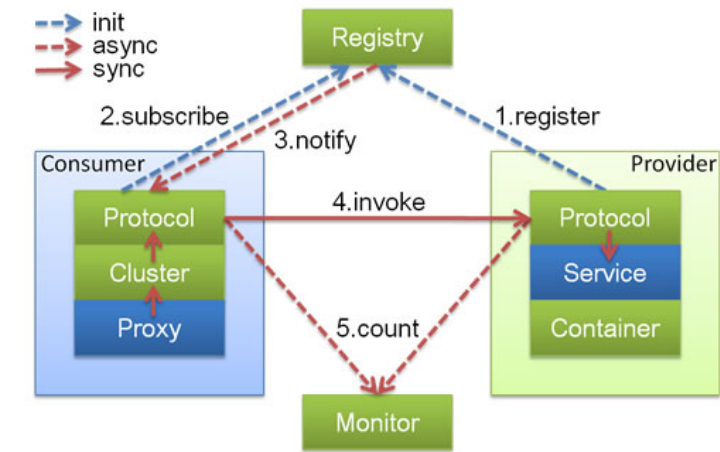 init
async
sync
Registry
2.subscribe
3.notify
1.register
Consumer
Provider
Protocol
4.invoke
Protocol
Cluster
Service
Proxy
5.count
Container
Monitor